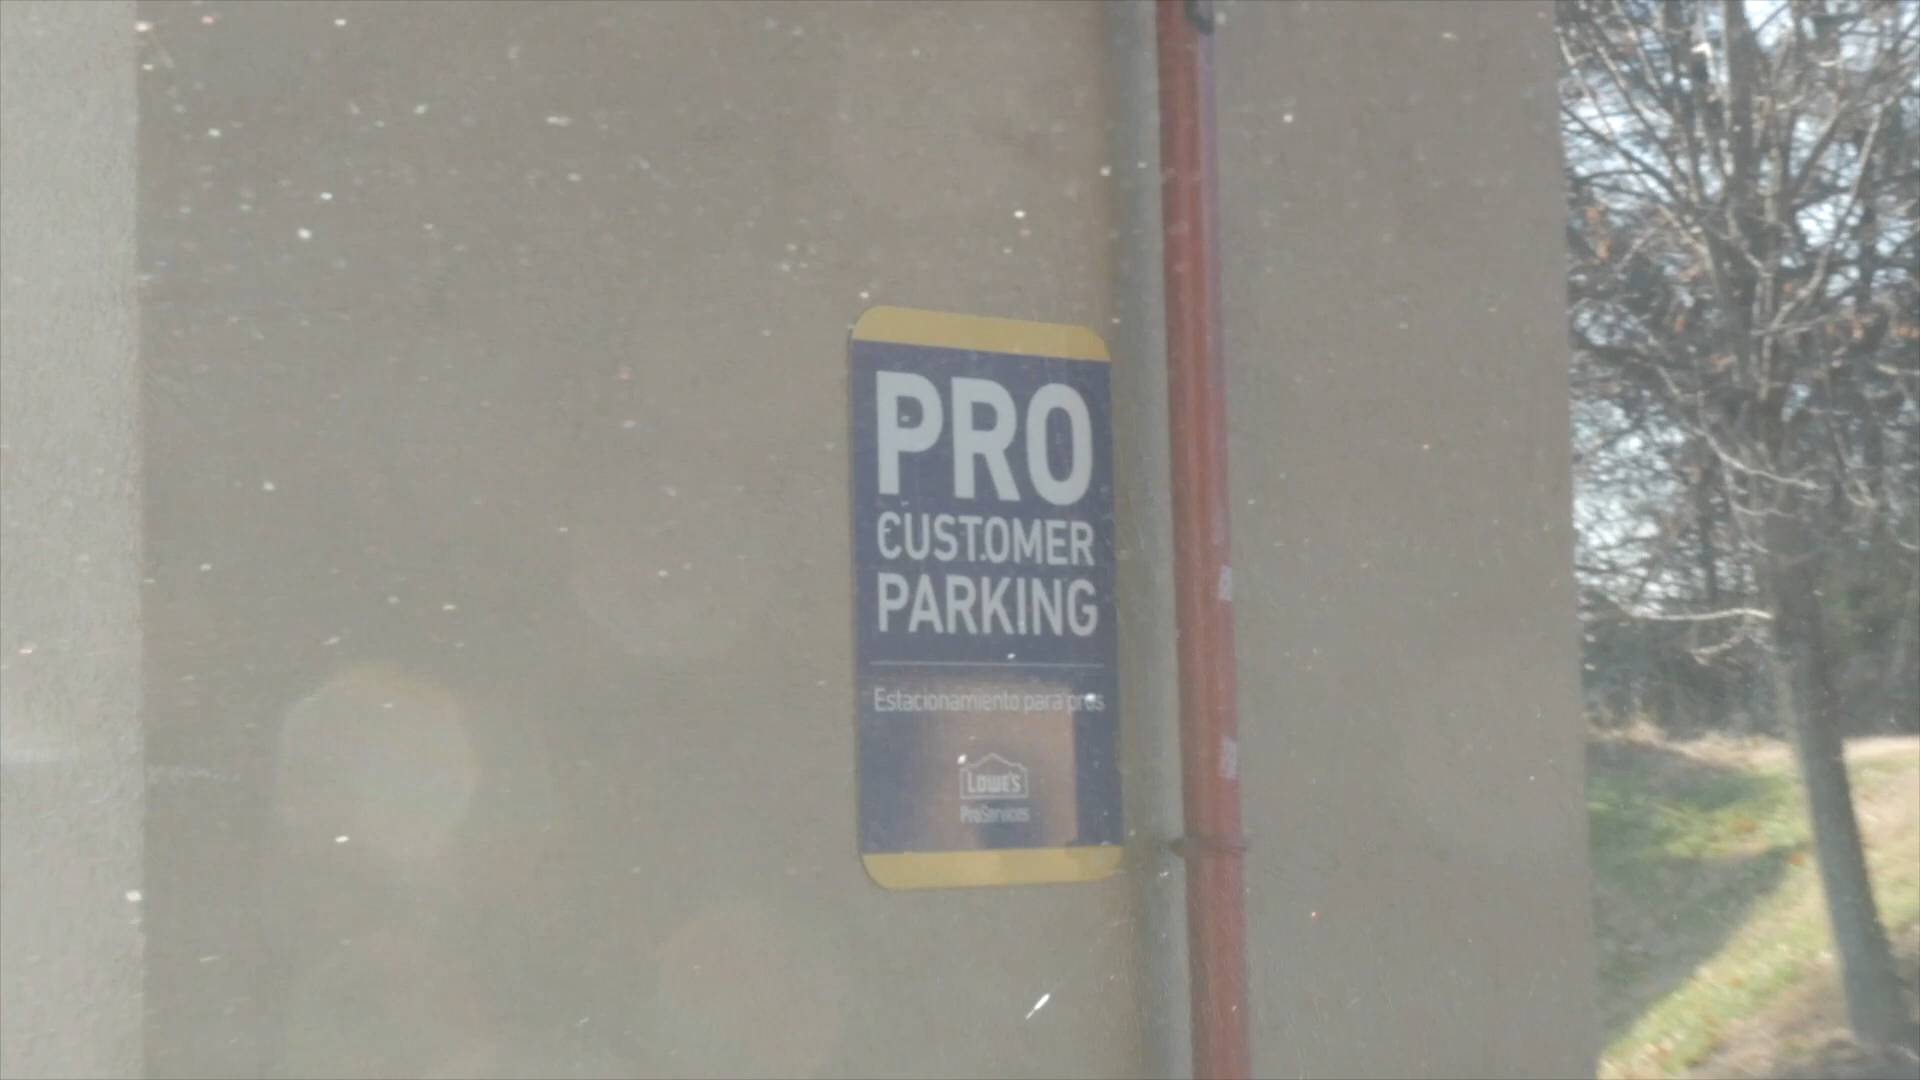 PRO
CUSTOMER
PARKING
Estacionamiento para pros
LOWE'S
ProServices